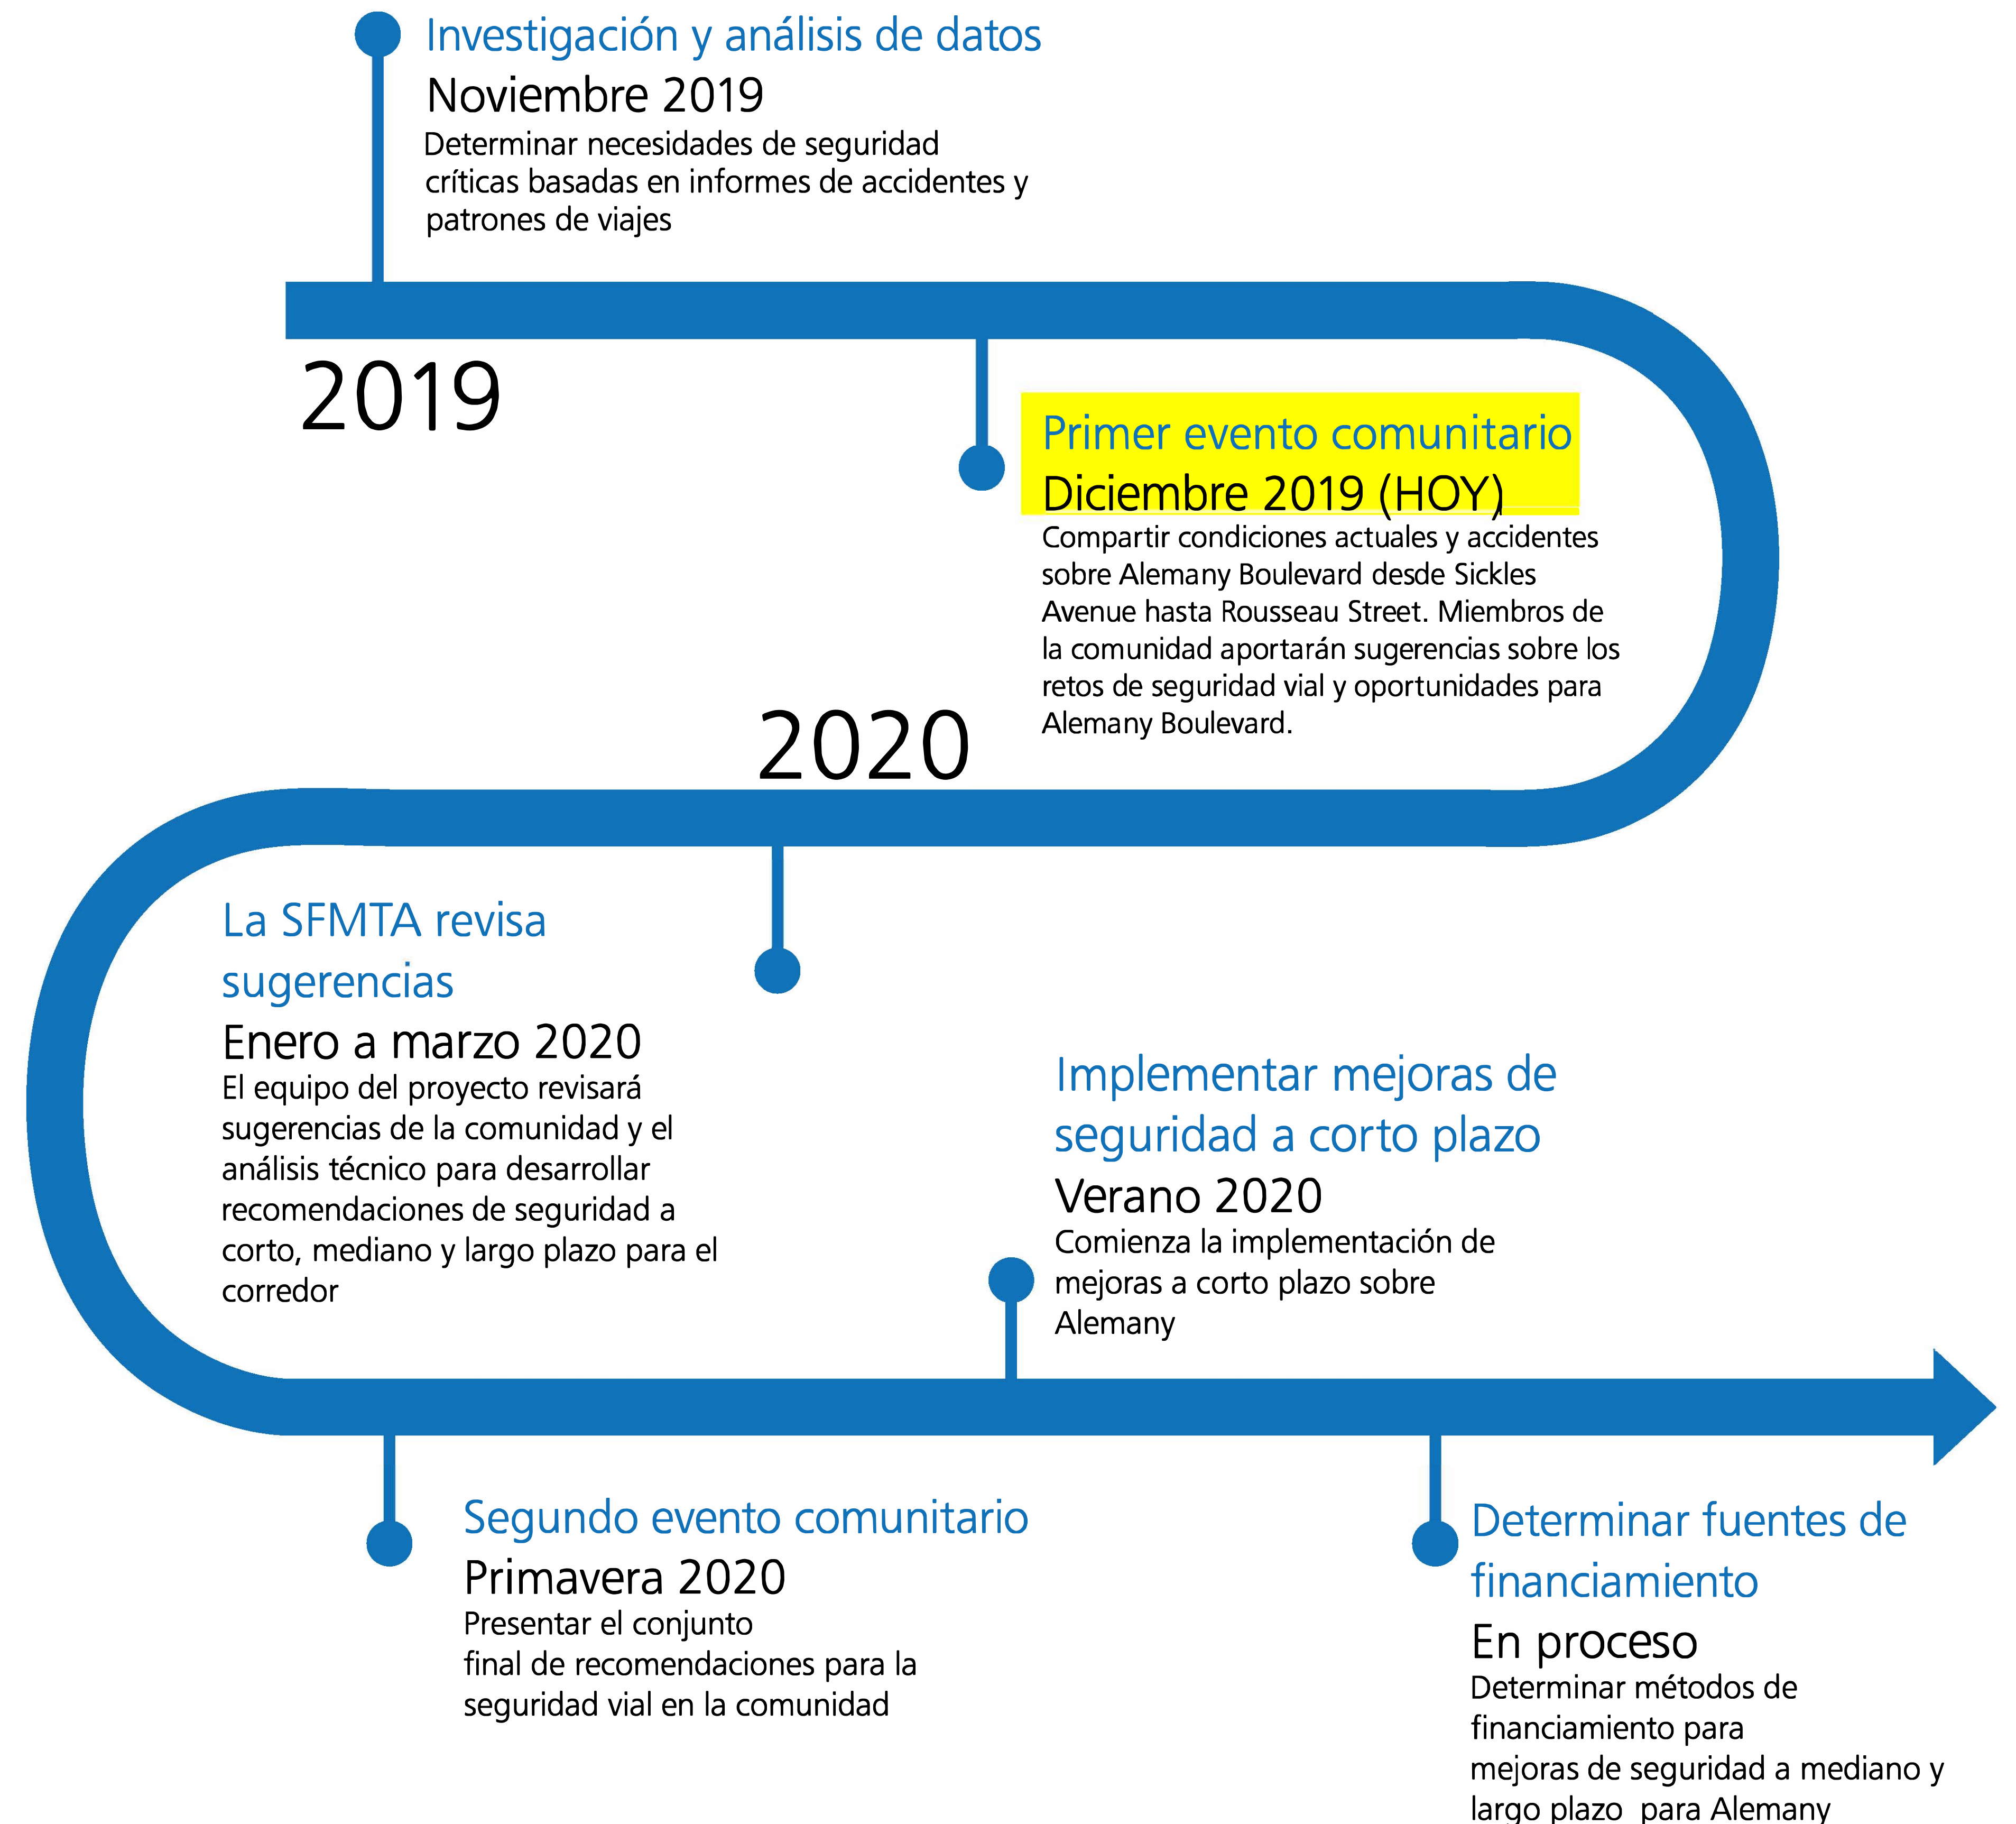 Investigación y análisis de datos
Noviembre 2019
Determinar necesidades de seguridad
críticas basadas en informes de accidentes y
patrones de viajes
2019
Primer evento comunitario
Diciembre 2019 (HOY)
Compartir condiciones actuales y accidentes
sobre Alemany Boulevard desde Sickles
Avenue hasta Rousseau Street. Miembros de
la comunidad aportarán sugerencias sobre los
retos de seguridad vial y oportunidades para
Alemany Boulevard.
2020
La SFMTA revisa
sugerencias
Enero a marzo 2020
El equipo del proyecto revisará
sugerencias de la comunidad y el
análisis técnico para desarrollar
recomendaciones de seguridad a
corto, mediano y largo plazo para el
corredor
Implementar mejoras de
seguridad a corto plazo
Verano 2020
Comienza la implementación de
mejoras a corto plazo sobre
Alemany
Segundo evento comunitario
Primavera 2020
Presentar el conjunto
final de recomendaciones para la
seguridad vial en la comunidad
Determinar fuentes de
financiamiento
En proceso
Determinar métodos de
financiamiento para
mejoras de seguridad a mediano y
largo plazo para Alemany